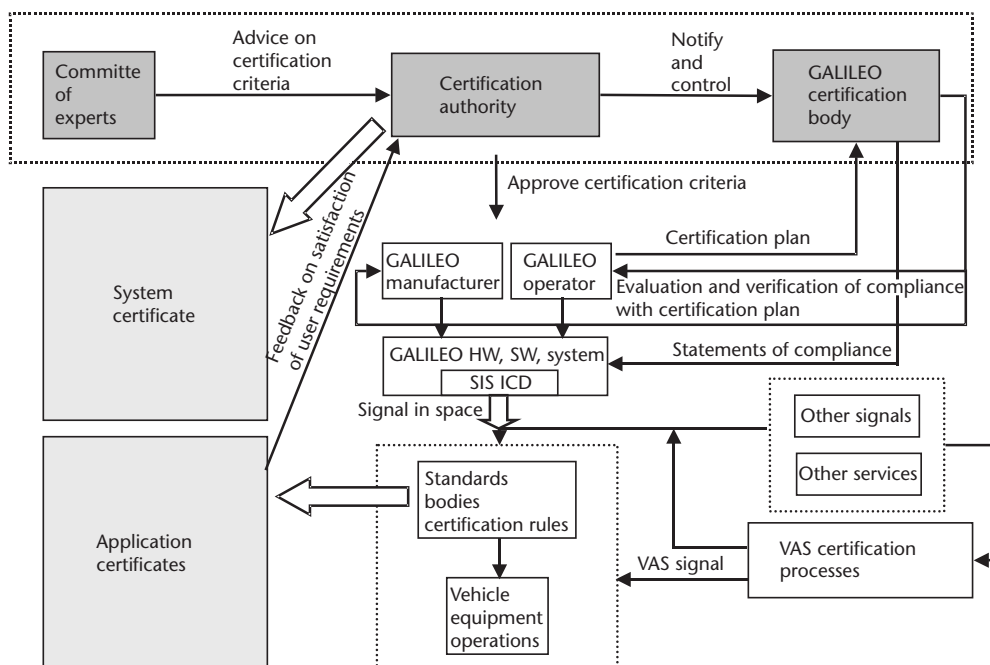 Committe
of
experts
Advice on
certification
criteria
Certification
authority
Notify
and
control
GALILEO
certification
body
Approve certification criteria
Feedback on satisfaction
of user requirements
System
certificate
GALILEO
manufacturer
GALILEO
operator
Certification plan
Evaluation and verification of compliance
with certification plan
GALILEO HW, SW, system
SIS ICD
Statements of compliance
Signal in space
Other signals
Other services
Standards
bodies
certification rules
Application
certificates
Vehicle
equipment
operations
VAS signal
VAS certification
processes